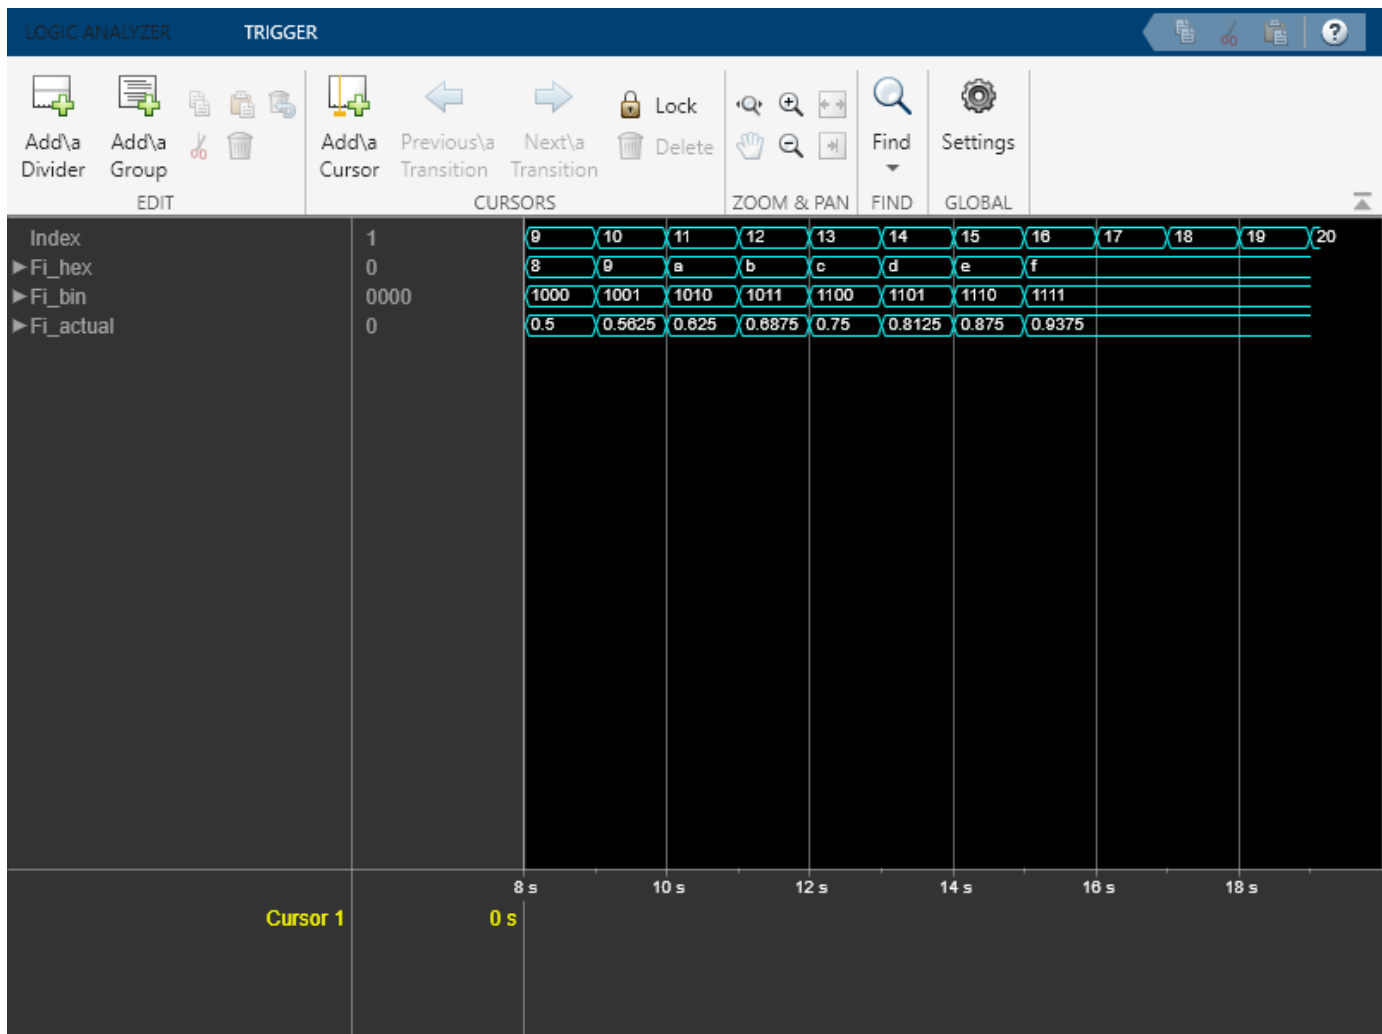 LOGIC ANALYZER TRIGGER ?
Add\a Divider Add\a Group Add\a Cursor Previous\a Transition Next\a Transition Lock Delete Find Settings
EDIT CURSORS ZOOM & PAN FIND GLOBAL
Index 1 9 10 11 12 13 14 15 16 17 18 19 20
Fi_hex 0 8 9 a b c d e f
Fi_bin 0000 1000 1001 1010 1011 1100 1101 1110 1111
Fi_actual 0 0.5 0.5625 0.625 0.6875 0.75 0.8125 0.875 0.9375
8 s 10 s 12 s 14 s 16 s 18 s
Cursor 1 0 s